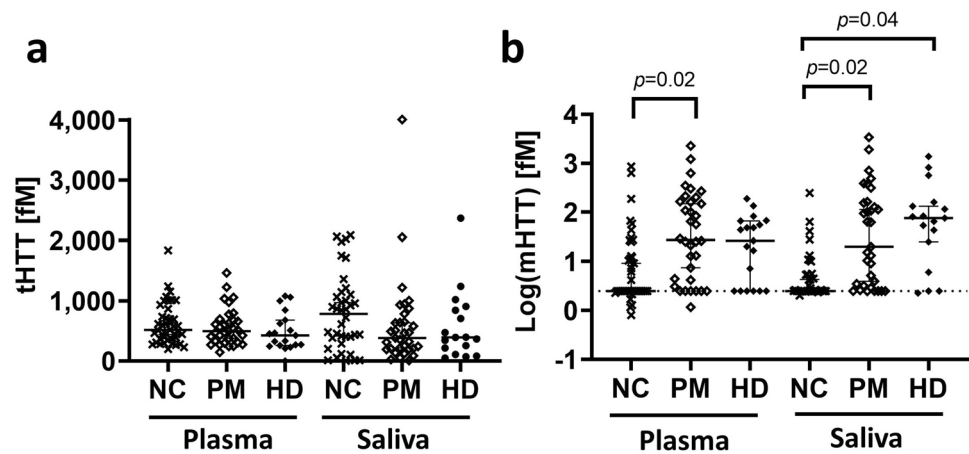 a
tHTT [fM]
4,000
3,000
2,000
1,000
0
NC PM HD NC PM HD
Plasma Saliva
b
p=0.04
p=0.02 p=0.02
Log(mHTT) [fM]
4
3
2
1
0
-1
NC PM HD NC PM HD
Plasma Saliva